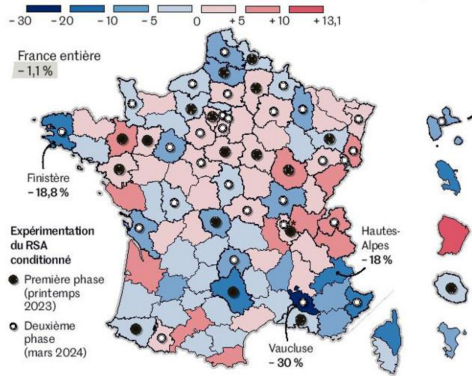 - 30 - 20 - 10 - 5 0 + 5 + 10 + 13,1
France entière
- 1,1 %
Finistère
- 18,8 %
Expérimentation
du RSA
conditionné
Première phase
(printemps
2023)
Deuxième
phase
(mars 2024)
Hautes-
Alpes
- 18 %
Vaucluse
- 30 %